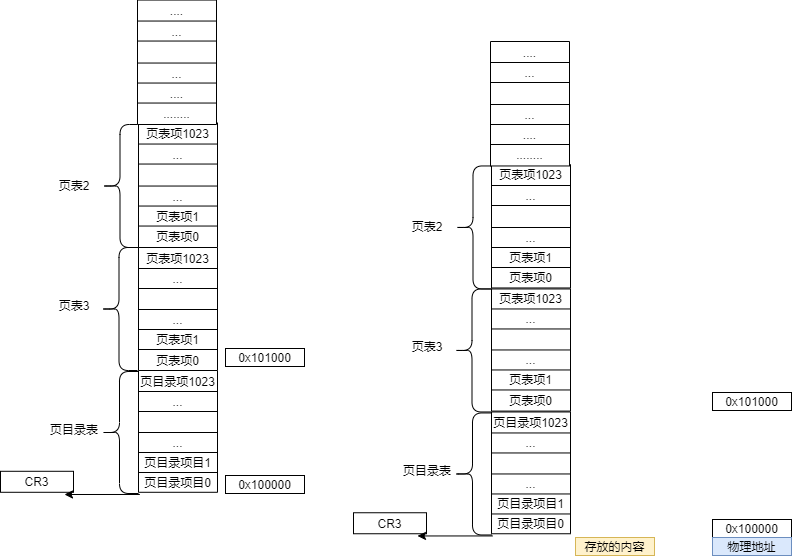 ....
...
...
....
........
页表项1023
...
页表2
...
页表项1
页表项0
页表项1023
...
页表3
...
页表项1
页表项0
0x101000
页目录项1023
...
页目录表
...
页目录项目1
页目录项目0
0x100000
CR3
....
...
...
....
........
页表项1023
...
页表2
...
页表项1
页表项0
页表项1023
...
页表3
...
页表项1
页表项0
0x101000
页目录项1023
...
页目录表
...
页目录项目1
页目录项目0
CR3
0x100000
存放的内容
物理地址